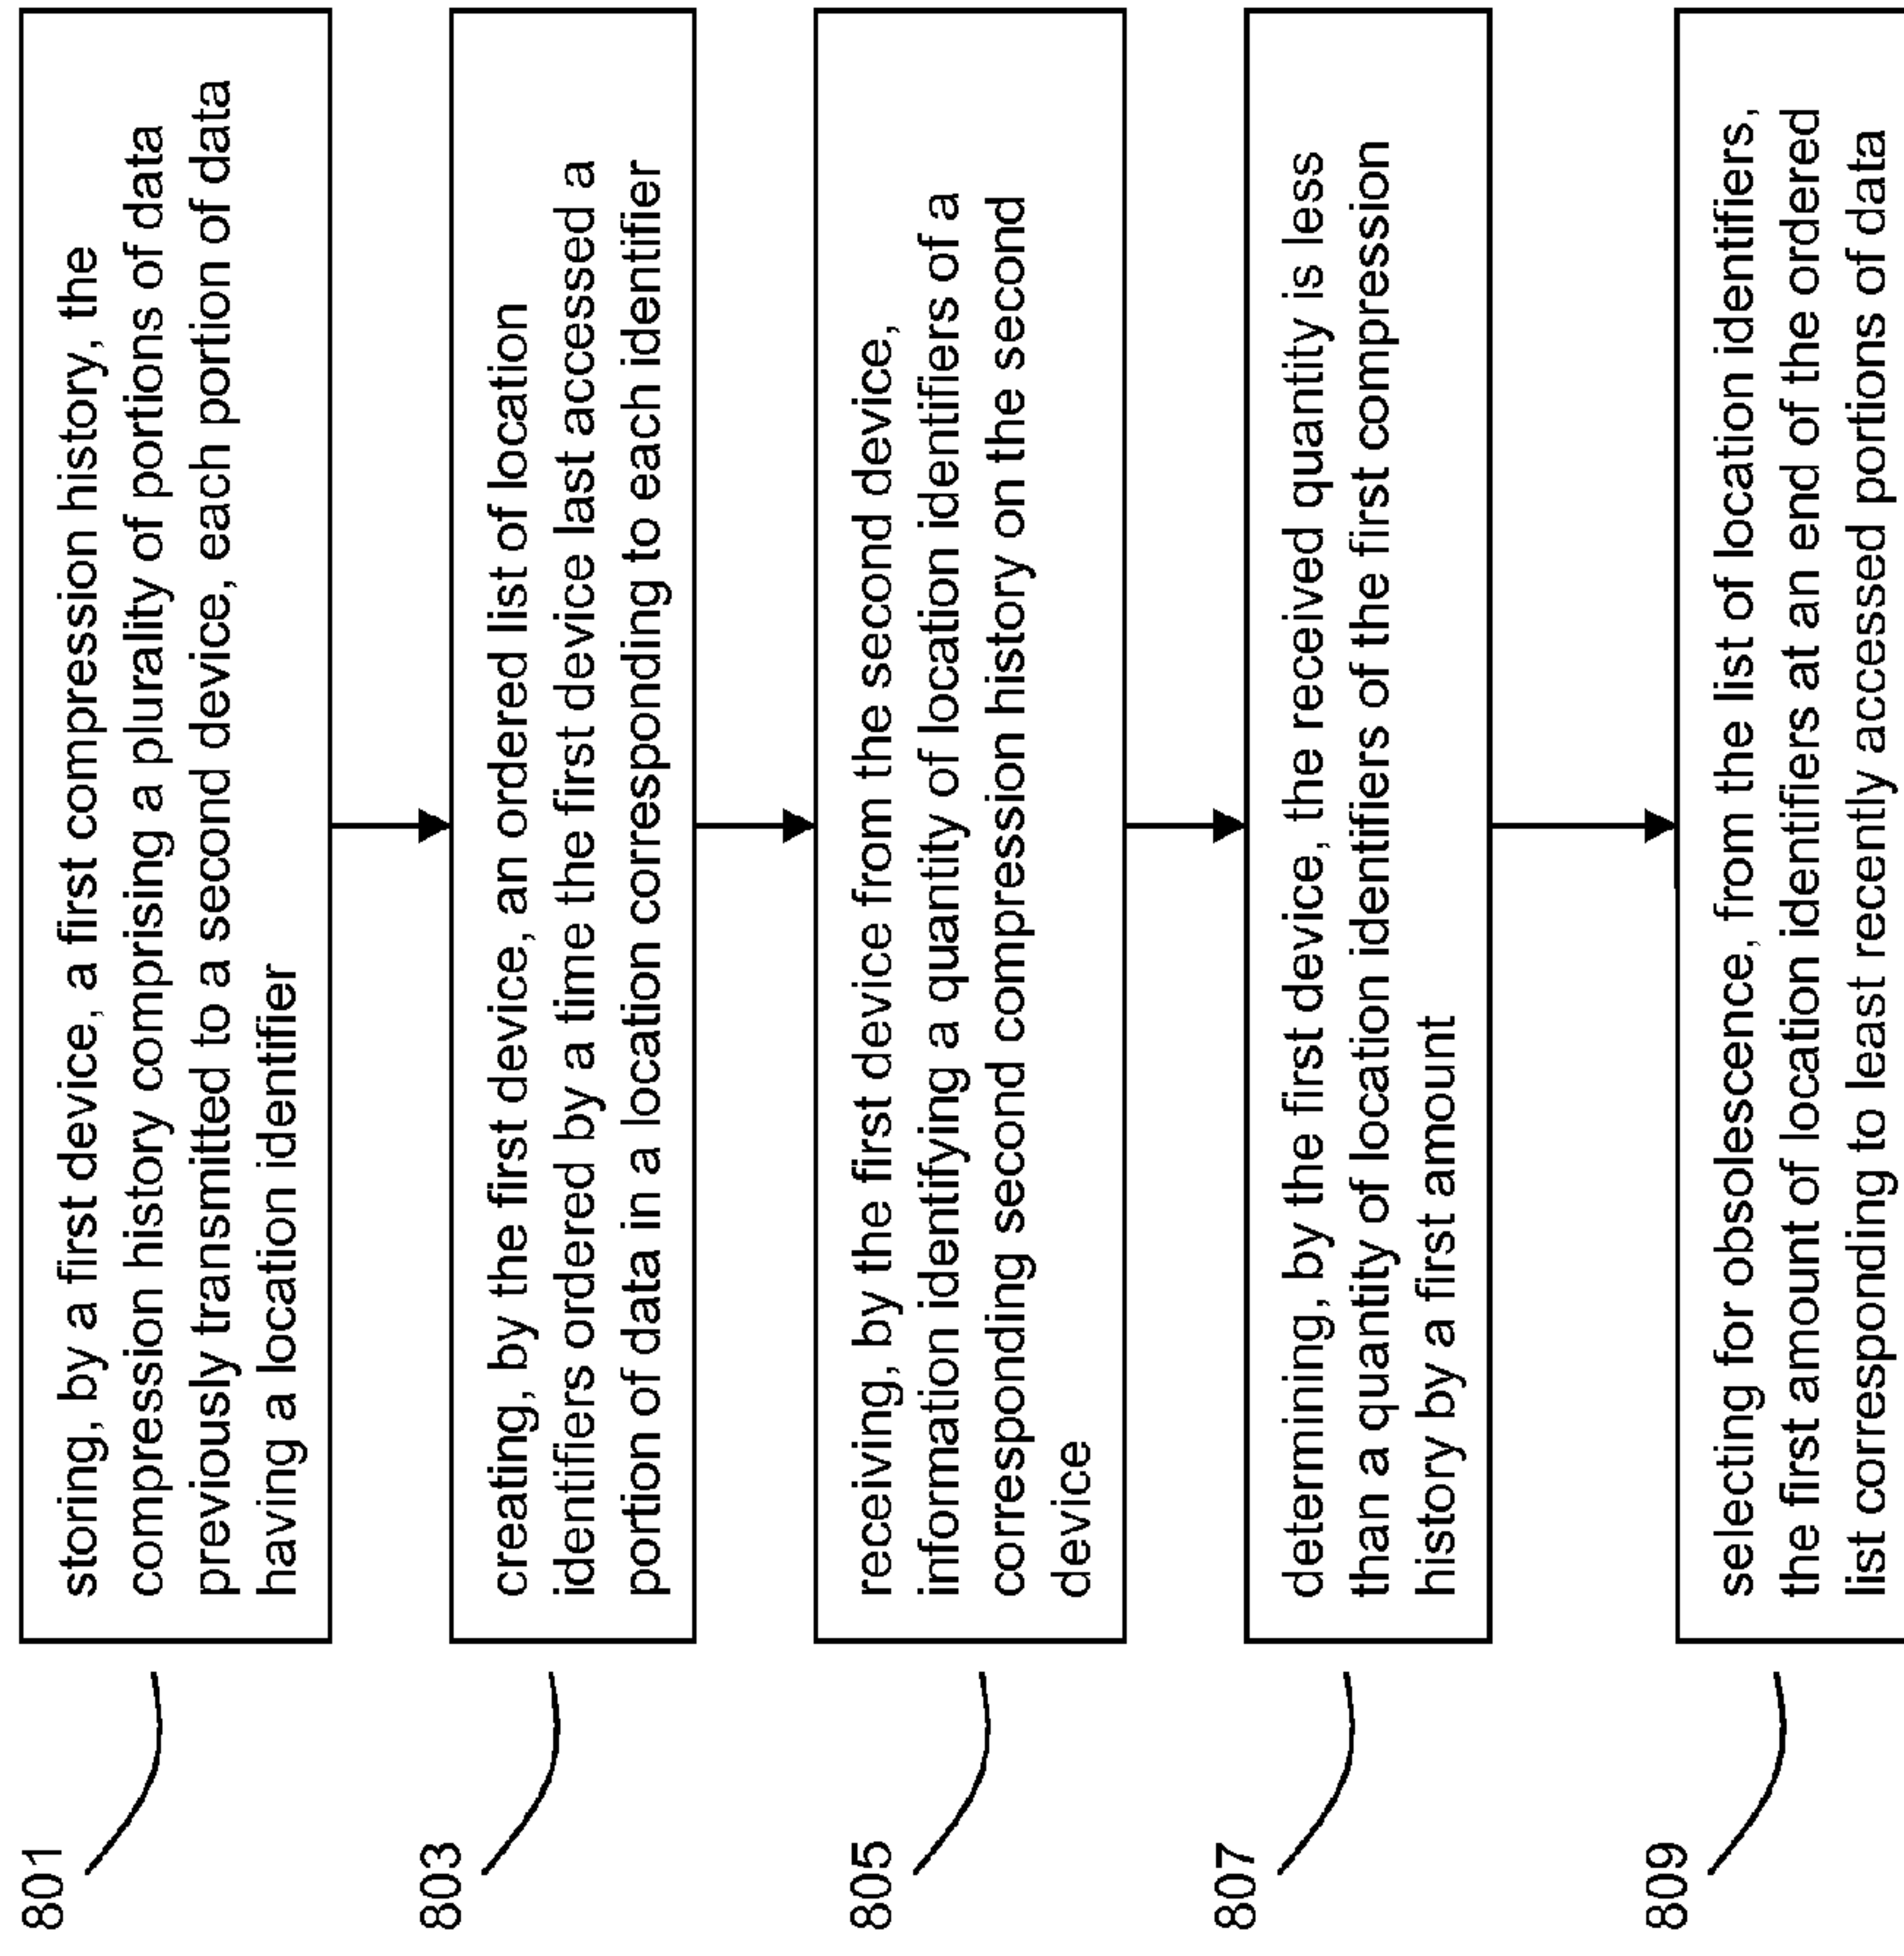 801
storing, by a first device, a first compression history, the
compression history comprising a plurality of portions of data
previously transmitted to a second device, each portion of data
having a location identifier
803
creating, by the first device, an ordered list of location
identifiers ordered by a time the first device last accessed a
portion of data in a location corresponding to each identifier
805
receiving, by the first device from the second device,
information identifying a quantity of location identifiers of a
corresponding second compression history on the second
device
807
determining, by the first device, the received quantity is less
than a quantity of location identifiers of the first compression
history by a first amount
809
selecting for obsolescence, from the list of location identifiers,
the first amount of location identifiers at an end of the ordered
list corresponding to least recently accessed portions of data